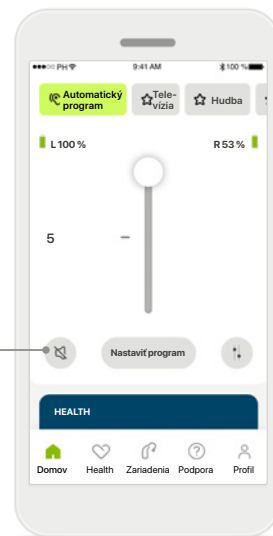 ●●●○○ PH 9:41 AM 100 %
Automatický program
Tele-vízia
Hudba
L 100 %
R 53 %
5
Nastaviť program
HEALTH
Domov Health Zariadenia Podpora Profil